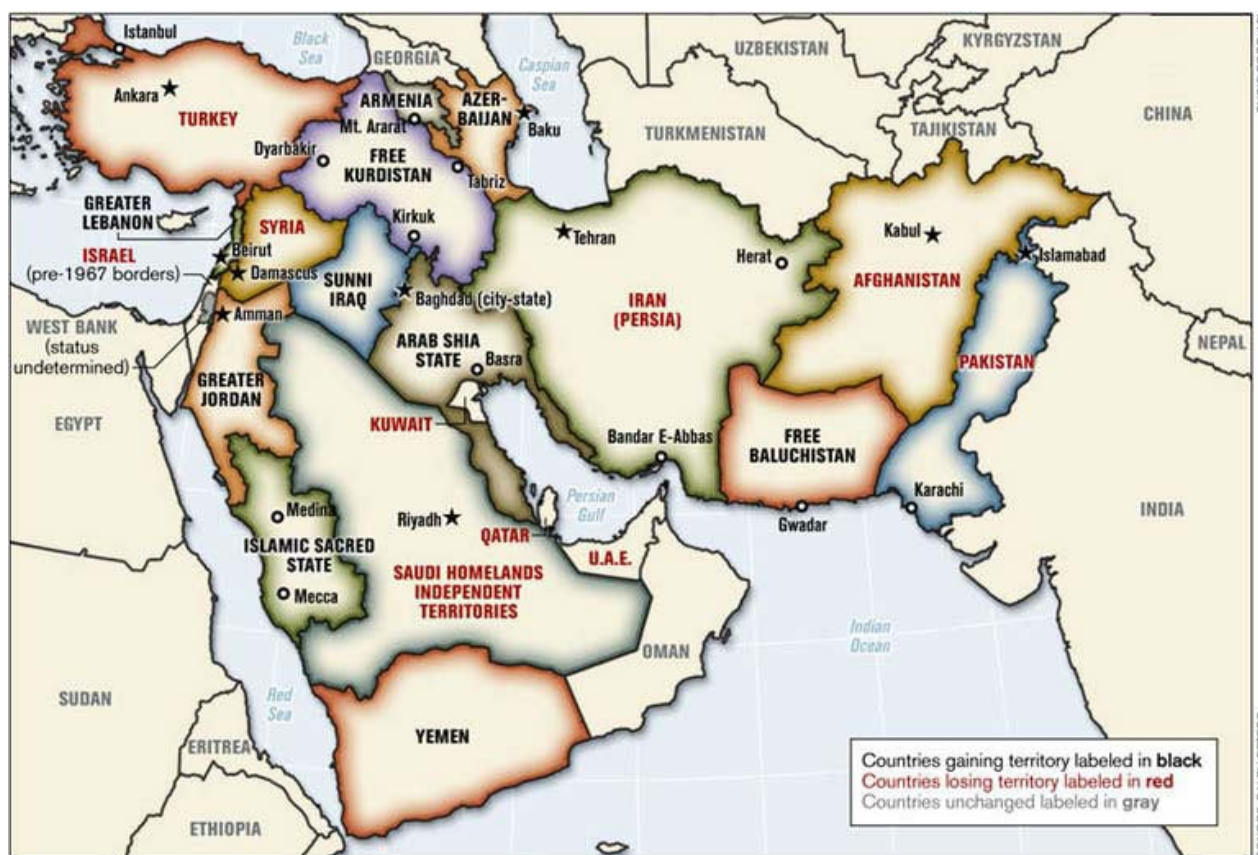 Istanbul
Black
Sea
GEORGIA
Caspian
Sea
UZBEKISTAN
KYRGYZSTAN
Ankara
TURKEY
ARMENIA
Mt. Ararat
AZER-
BAIJAN
Baku
TURKMENISTAN
TAJIKISTAN
CHINA
Dyarbakir
FREE
KURDISTAN
Tabriz
GREATER
LEBANON
SYRIA
Kirkuk
Tehran
Herat
Kabul
Islamabad
ISRAEL
(pre-1967 borders)
Beirut
Damascus
SUNNI
IRAQ
Baghdad (city-state)
IRAN
(PERSIA)
AFGHANISTAN
WEST BANK
(status
undetermined)
Amman
ARAB SHIA
STATE
Basra
PAKISTAN
NEPAL
GREATER
JORDAN
EGYPT
KUWAIT
Bandar E-Abbas
FREE
BALUCHISTAN
Karachi
Gwadar
INDIA
Persian
Gulf
Medina
Riyadh
QATAR
U.A.E.
ISLAMIC SACRED
STATE
Mecca
SAUDI HOMELANDS
INDEPENDENT
TERRITORIES
OMAN
Indian
Ocean
SUDAN
Red
Sea
ERITREA
YEMEN
ETHIOPIA
Countries gaining territory labeled in black
Countries losing territory labeled in red
Countries unchanged labeled in gray